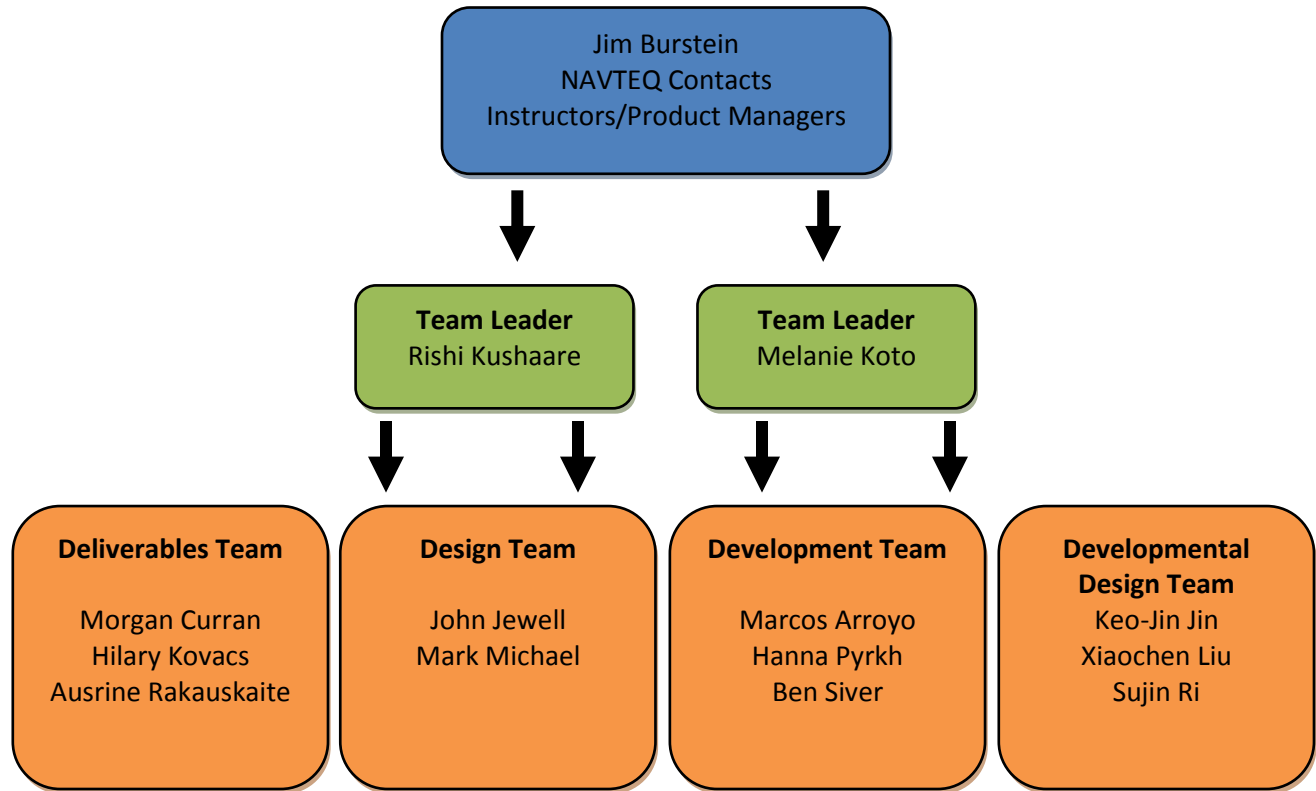 Jim Burstein
NAVTEQ Contacts
Instructors/Product Managers
Team Leader
Rishi Kushaare
Team Leader
Melanie Koto
Deliverables Team
Morgan Curran
Hilary Kovacs
Ausrine Rakauskaite
Design Team
John Jewell
Mark Michael
Development Team
Marcos Arroyo
Hanna Pyrkh
Ben Siver
Developmental
Design Team
Keo-Jin Jin
Xiaochen Liu
Sujin Ri